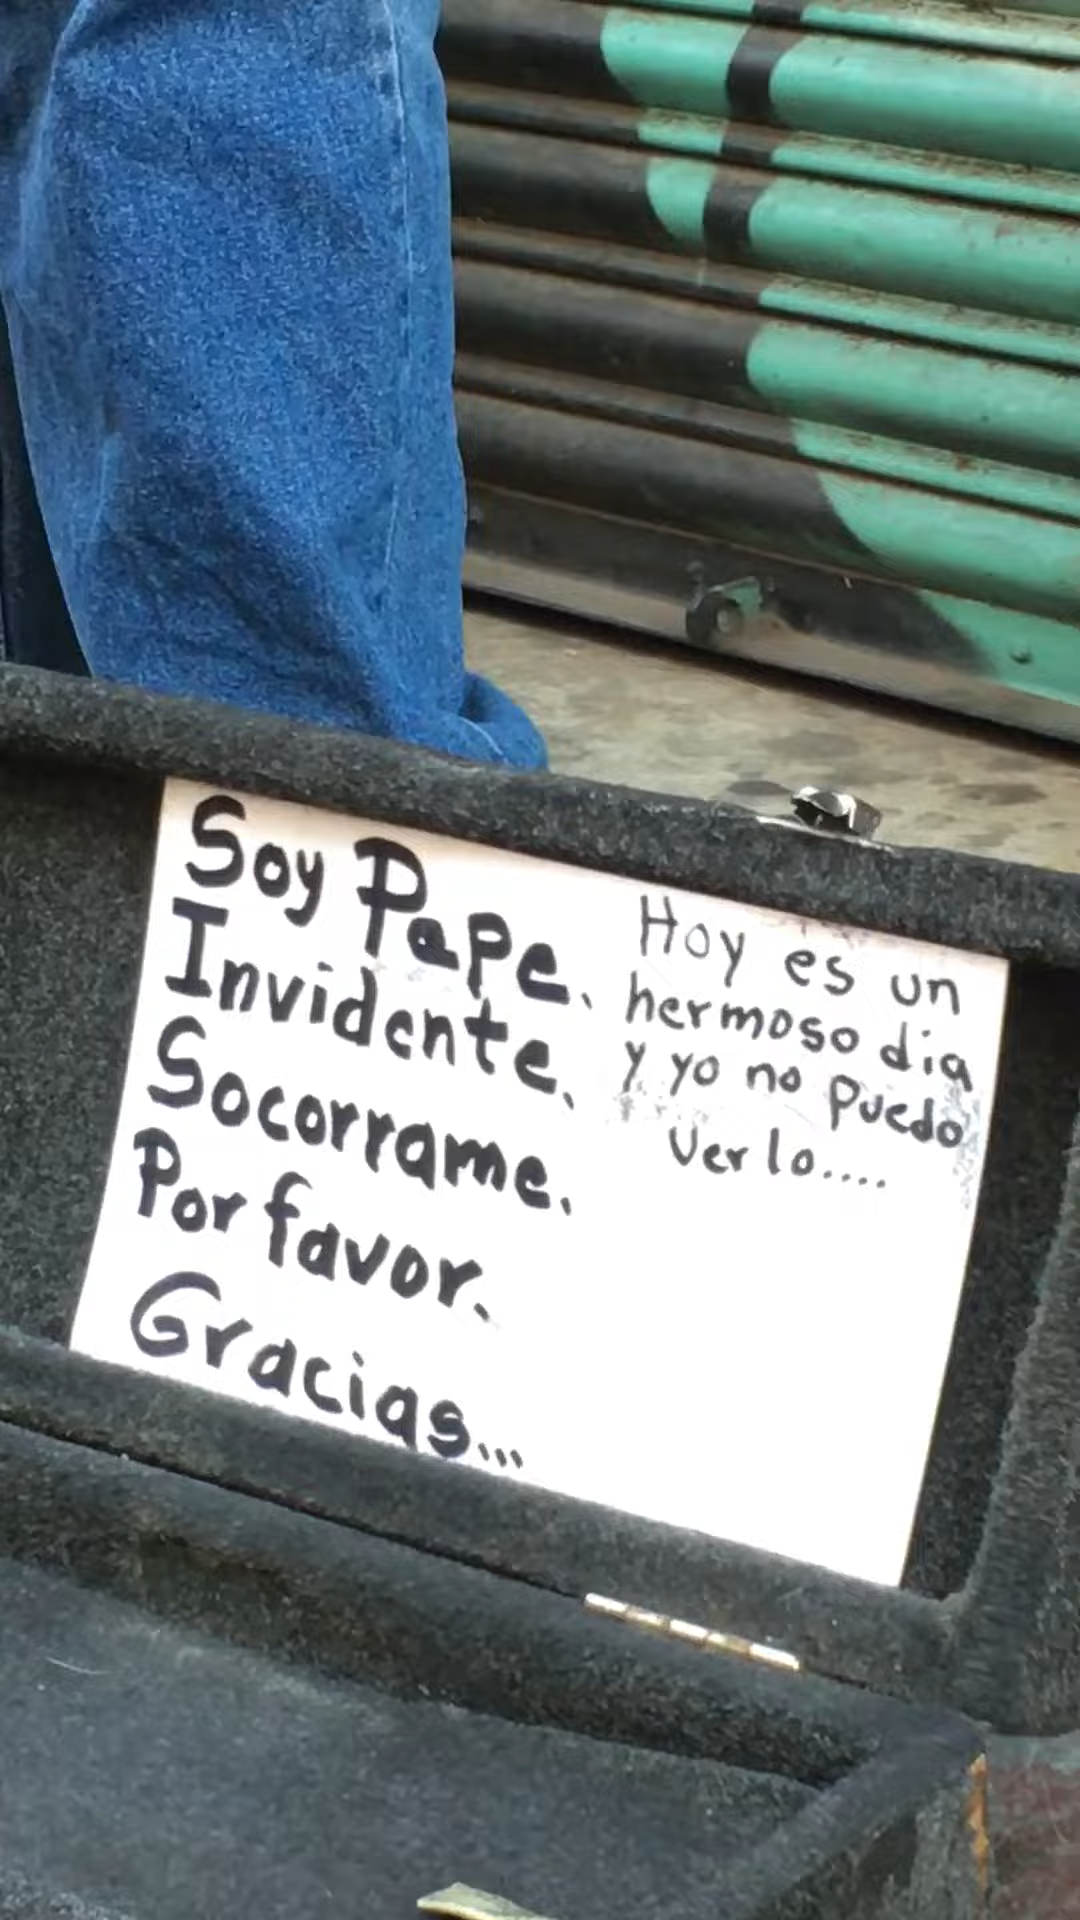 Soy Pepe.
Invidente.
Socorrame.
Por favor.
Gracias...
Hoy es un
hermoso dia
y yo no puedo
verlo....